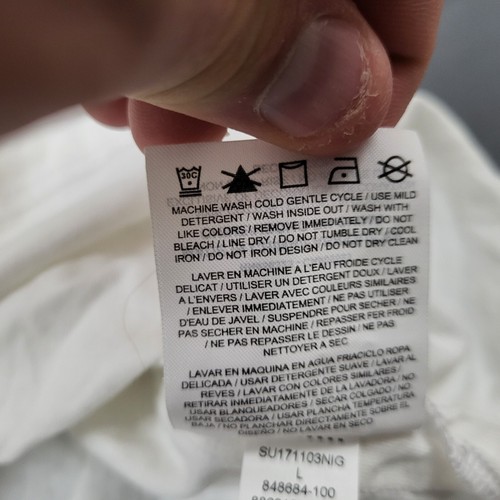 30C
MACHINE WASH COLD GENTLE CYCLE / USE MILD
DETERGENT / WASH INSIDE OUT / WASH WITH
LIKE COLORS / REMOVE IMMEDIATELY / DO NOT
BLEACH / LINE DRY / DO NOT TUMBLE DRY / COOL
IRON / DO NOT IRON DESIGN / DO NOT DRY CLEAN
LAVER EN MACHINE A L'EAU FROIDE CYCLE
DELICAT / UTILISER UN DETERGENT DOUX / LAVER
A L'ENVERS / LAVER AVEC COULEURS SIMILAIRES
/ ENLEVER IMMEDIATEMENT / NE PAS UTILISER
D'EAU DE JAVEL / SUSPENDRE POUR SECHER / NE
PAS SECHER EN MACHINE / REPASSER FER FROID
/ NE PAS REPASSER LE DESSIN / NE PAS
NETTOYER A SEC
LAVAR EN MAQUINA EN AGUA FRIA/CICLO ROPA
DELICADA / USAR DETERGENTE SUAVE / LAVAR AL
REVES / LAVAR CON COLORES SIMILARES /
RETIRAR INMEDIATAMENTE DE LA LAVADORA / NO
USAR BLANQUEADORES / SECAR COLGADO / NO
USAR SECADORA / USAR PLANCHA TEMPERATURA
BAJA / NO PLANCHAR DIRECTAMENTE SOBRE EL
DISEÑO / NO LAVAR EN SECO
SU171103NIG
L
848684-100